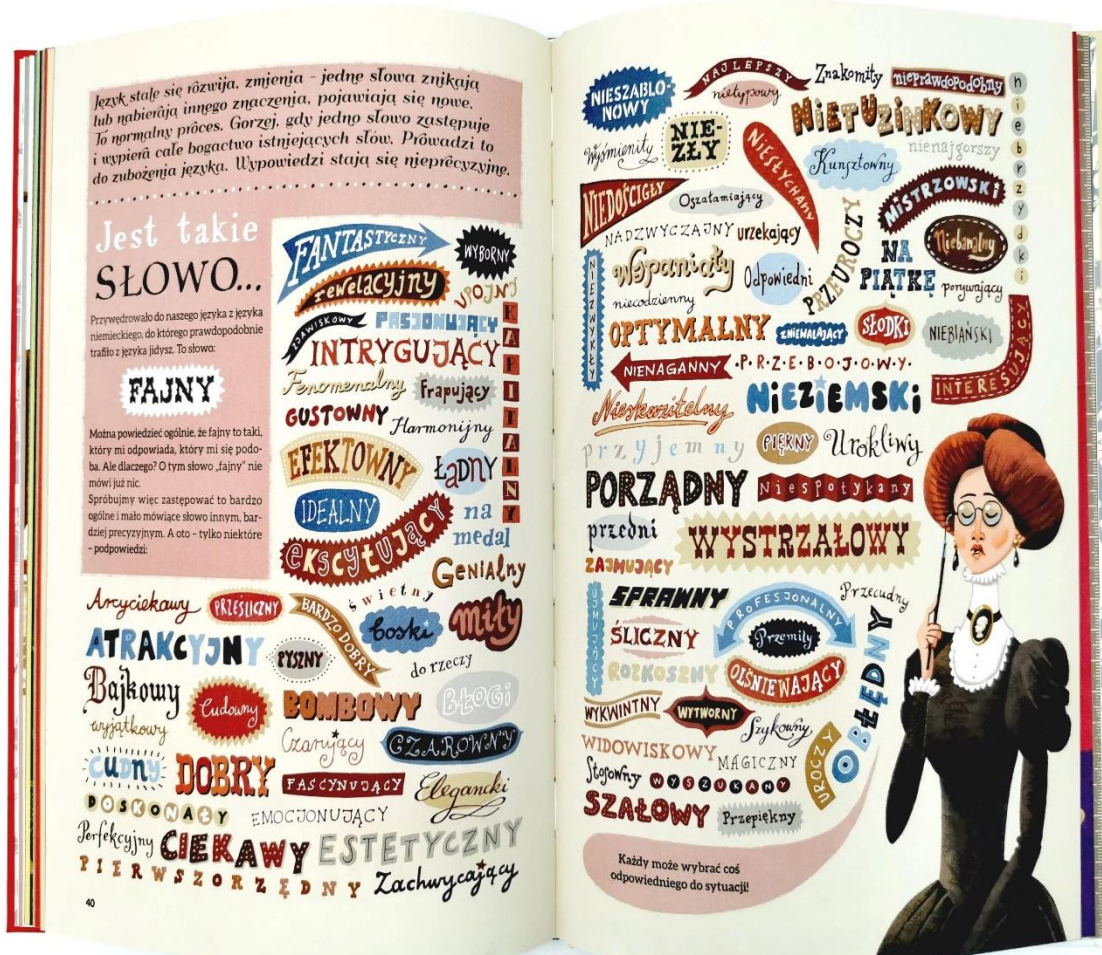 Język stale się rozwija, zmienia - jedne słowa znikają
lub nabierają innego znaczenia, pojawiają się nowe.
To normalny proces. Gorzej, gdy jedno słowo zastępuje
i wypiera całe bogactwo istniejących słów. Prowadzi to
do zubożenia języka. Wypowiedzi stają się nieprecyzyjne.
Jest takie
SŁOWO...
Przywędrowało do naszego języka z języka
niemieckiego, do którego prawdopodobnie
trafiło z języka jidysz. To słowo:
FAJNY
Można powiedzieć ogólnie, że fajny to taki,
który mi odpowiada, który mi się podo-
ba. Ale dlaczego? O tym słowo „fajny” nie
mówi już nic.
Spróbujmy więc zastępować to bardzo
ogólne i mało mówiące słowo innym, bar-
dziej precyzyjnym. A oto - tylko niektóre
- podpowiedzi:
FANTASTYCZNY
WYBORNY
rewelacyjny
UPOJNY
ZJAWISKOWY
PASJONUJĄCY
KAPITALNY
INTRYGUJĄCY
Fenomenalny
Frapujący
GUSTOWNY
Harmonijny
EFEKTOWNY
ŁADNY
IDEALNY
EKSCYTUJĄCY
na
medal
GENIALNY
Arcyciekawy
PRZEŚLICZNY
BARDZO DOBRY
świetny
boski
miły
ATRAKCYJNY
PYSZNY
do rzeczy
Bajkowy
Cudowny
BOMBOWY
BŁOGI
wyjątkowy
Czarujący
CZAROWNY
CUDNY
DOBRY
FASCYNUJĄCY
Elegancki
DOSKONAŁY
EMOCJONUJĄCY
Perfekcyjny
CIEKAWY
ESTETYCZNY
PIERWSZORZĘDNY
Zachwycający
40
NIESZABLO-
NOWY
NAJLEPSZY
nietypowy
Znakomity
nieprawdopodobny
niebrzydki
Wyśmienity
NIE-
ZŁY
NIETUZINKOWY
nienajgorszy
NIESŁYCHANY
Kunsztowny
NIEDOŚCIGŁY
Oszałamiający
MISTRZOWSKI
NADZWYCZAJNY
urzekający
PRZEUROCZY
NA
PIĄTKĘ
Niebanalny
NIEZWYKŁY
Wspaniały
Odpowiedni
porywający
niecodzienny
OPTYMALNY
ZNIEWALAJĄCY
SŁODKI
NIEBIAŃSKI
INTERESUJĄCY
NIENAGANNY
P·R·Z·E·B·O·J·O·W·Y
Nieskazitelny
NIEZIEMSKI
przyjemny
PIĘKNY
Urokliwy
PORZĄDNY
Niespotykany
przedni
WYSTRZAŁOWY
ZAJMUJĄCY
UJMUJĄCY
SPRAWNY
PROFESJONALNY
Przecudny
ŚLICZNY
Przemiły
ROZKOSZNY
OLŚNIEWAJĄCY
OBŁĘDNY
WYKWINTNY
WYTWORNY
Szykowny
UROCZY
WIDOWISKOWY
MAGICZNY
Stosowny
WYSZUKANY
SZAŁOWY
Przepiękny
Każdy może wybrać coś
odpowiedniego do sytuacji!